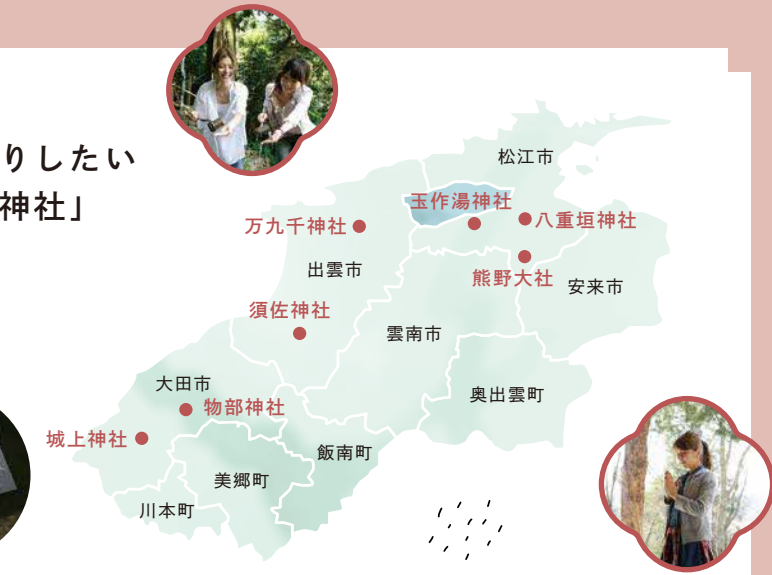 りしたい
神社」
松江市
玉作湯神社
八重垣神社
万九千神社
熊野大社
出雲市
安来市
須佐神社
雲南市
大田市
奥出雲町
物部神社
城上神社
飯南町
美郷町
川本町